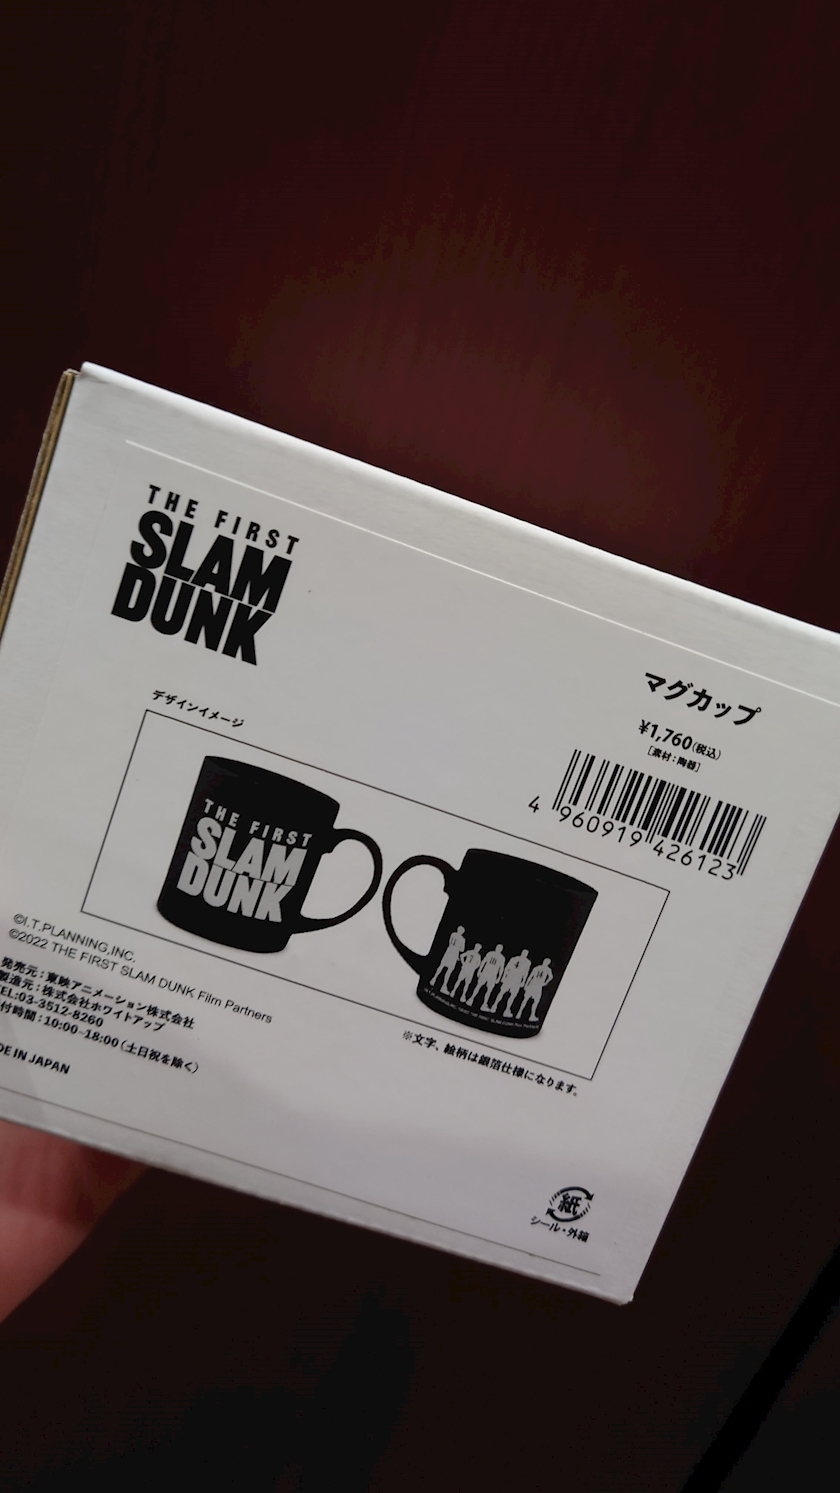 THE FIRST
SLAM
DUNK
マグカップ
¥1,760(税込)
[素材:陶器]
4 960919 426123
デザインイメージ
THE FIRST
SLAM
DUNK
※文字、絵柄は銀箔仕様になります。
©I.T.PLANNING,INC.
©2022 THE FIRST SLAM DUNK Film Partners
発売元:東映アニメーション株式会社
製造元:株式会社ホワイトアップ
TEL:03-3512-8260
付時間:10:00~18:00(土日祝を除く)
DE IN JAPAN
紙
シール・外箱